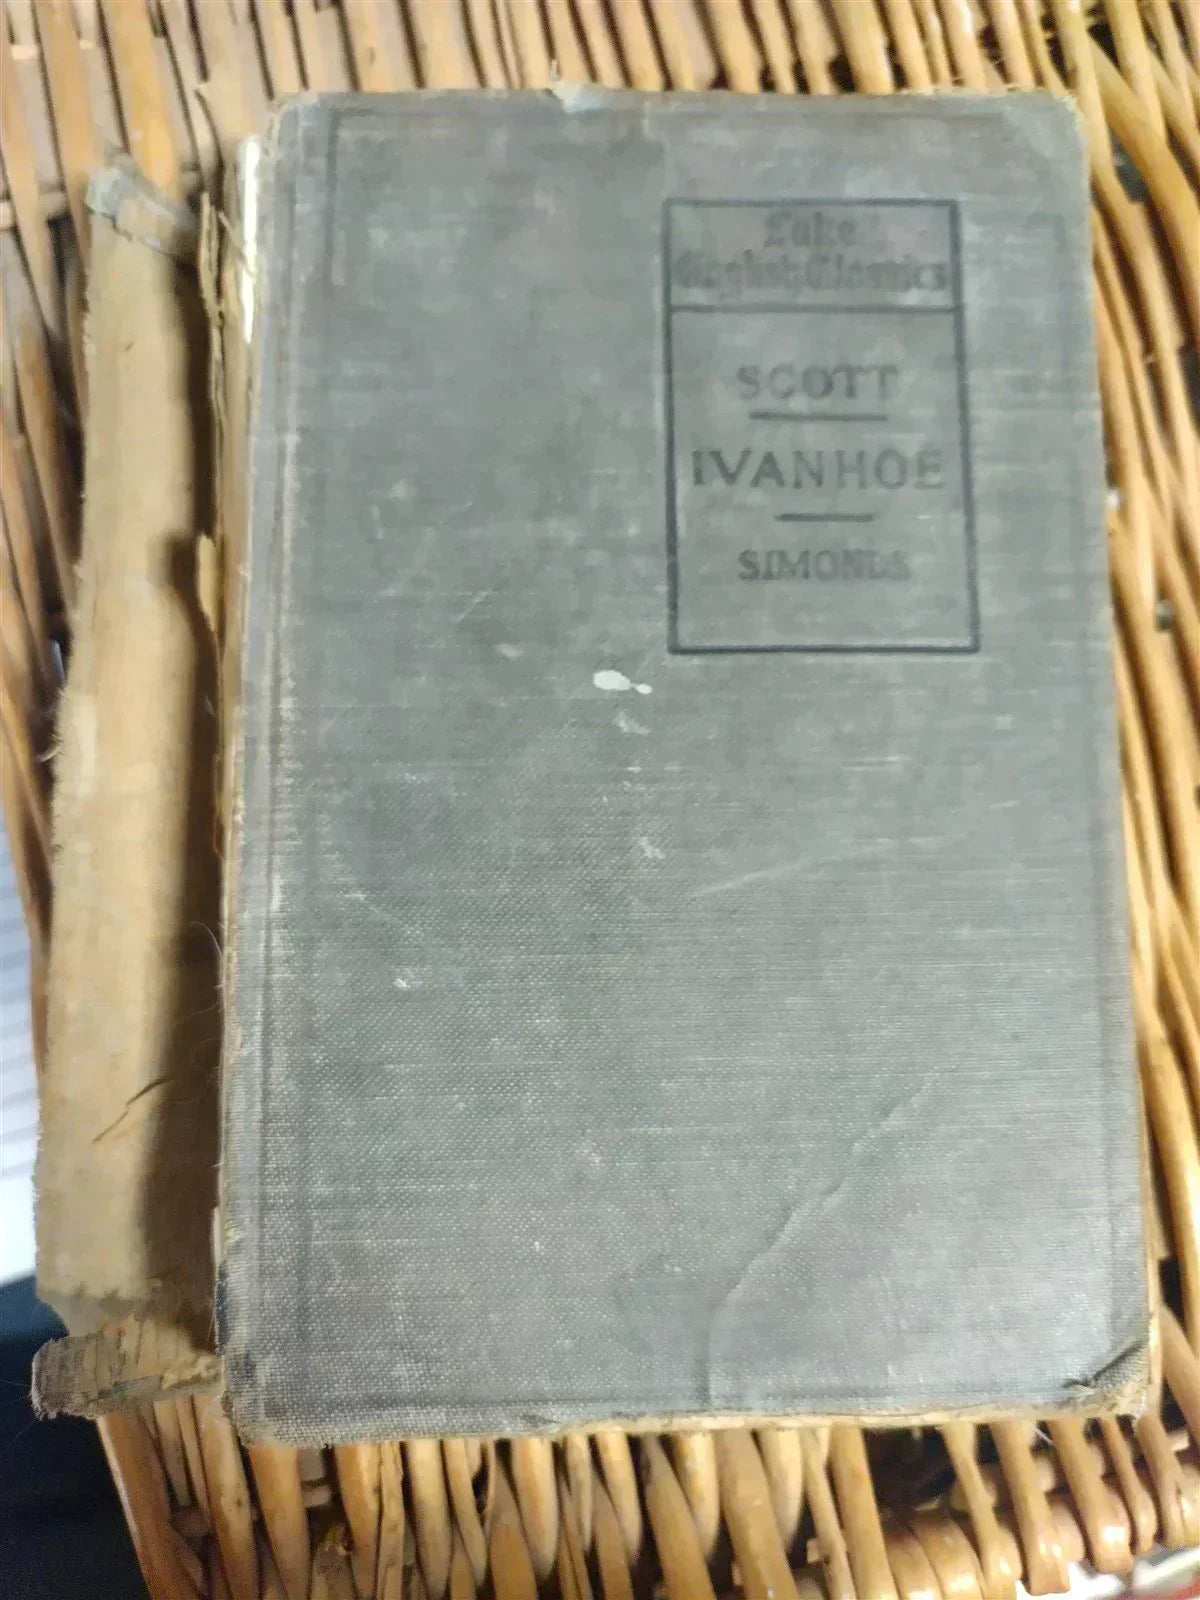 Lake
English Classics
SCOTT
IVANHOE
SIMONDS